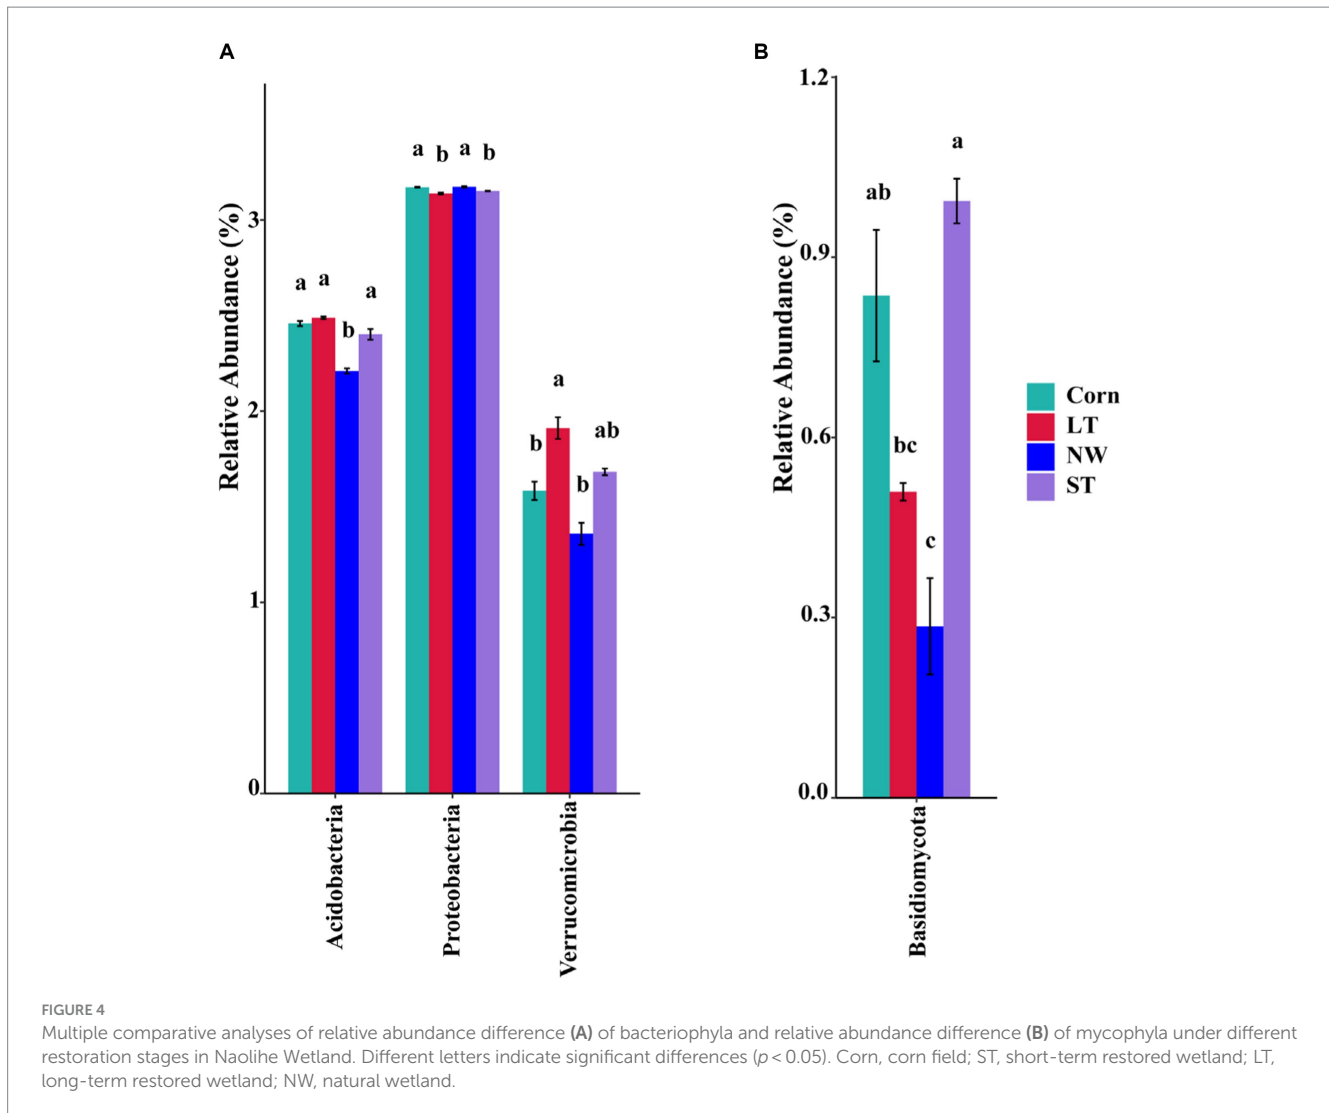 A
B
Relative Abundance (%)
3
2
1
0
a a b a
a b a b
b a b ab
Acidobacteria
Proteobacteria
Verrucomicrobia
Relative Abundance (%)
1.2
0.9
0.6
0.3
0.0
ab bc c a
Basidiomycota
Corn
LT
NW
ST
FIGURE 4
Multiple comparative analyses of relative abundance difference (A) of bacteriophyla and relative abundance difference (B) of mycophyla under different
restoration stages in Naolihe Wetland. Different letters indicate significant differences (p < 0.05). Corn, corn field; ST, short-term restored wetland; LT,
long-term restored wetland; NW, natural wetland.